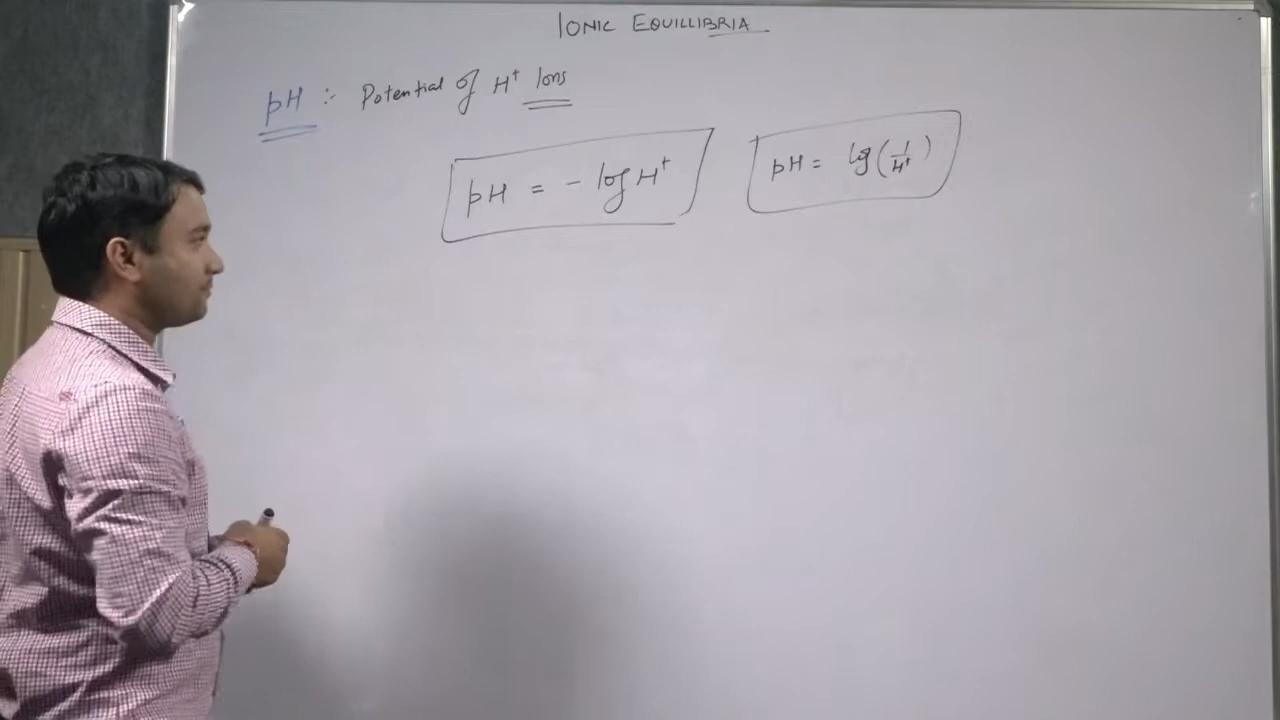 IONIC EQUILLIBRIA
pH :- Potential of H⁺ Ions
pH = - log H⁺
pH = log(1/H⁺)